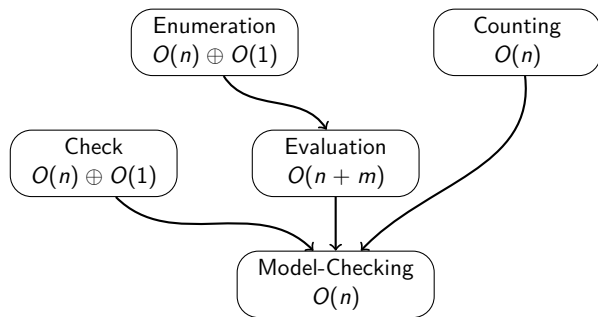 Enumeration
O(n) ⊕ O(1)
Counting
O(n)
Check
O(n) ⊕ O(1)
Evaluation
O(n + m)
Model-Checking
O(n)